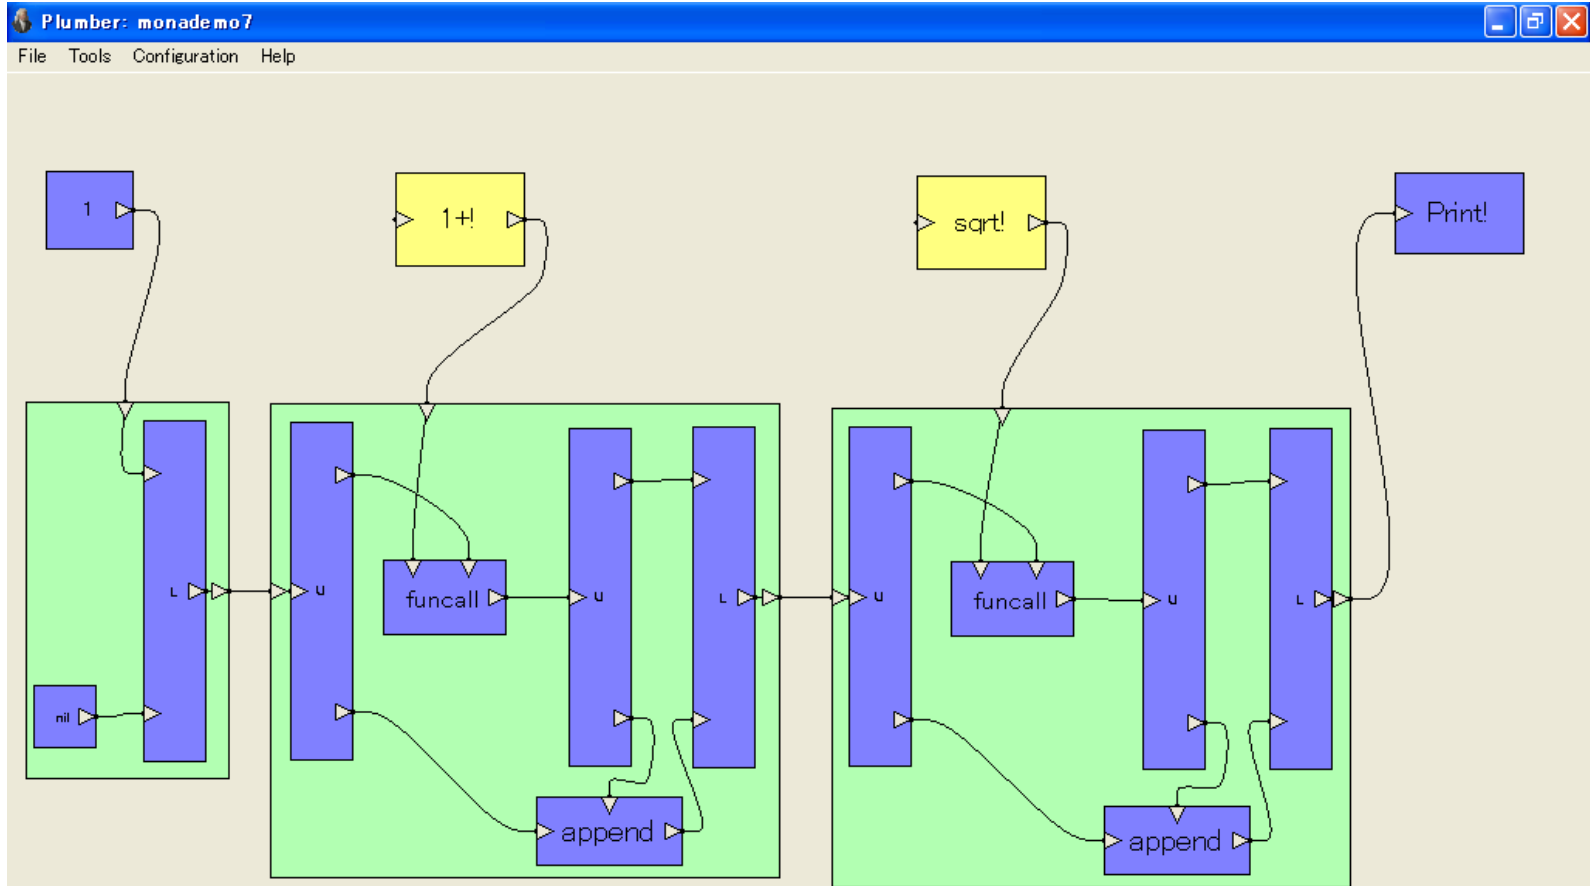 Plumber: monademo7
File Tools Configuration Help
1
1+!
sqrt!
Print!
L
nil
u
funcall
u
L
append
u
funcall
u
L
append